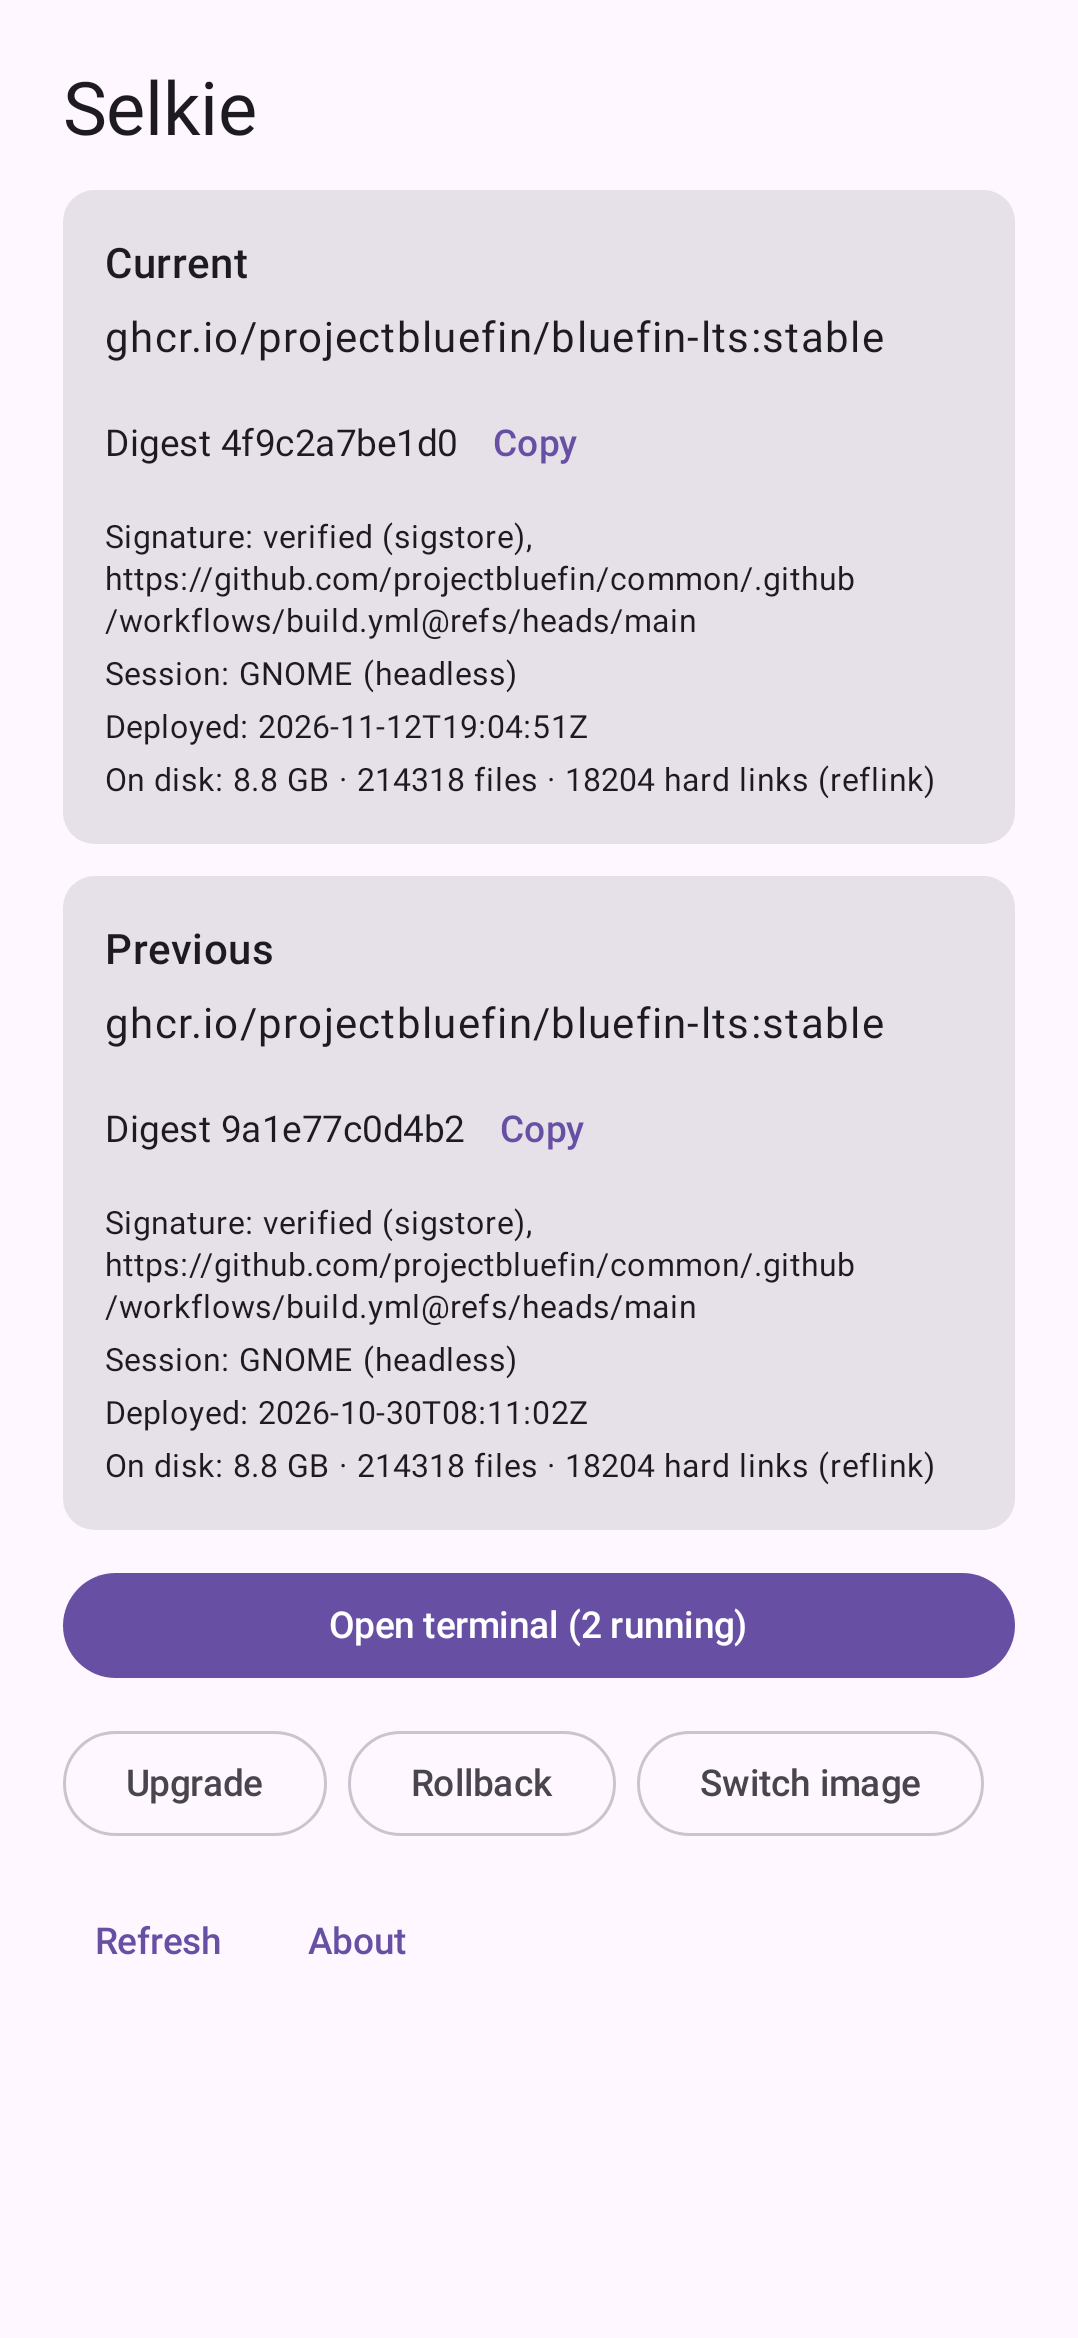 Selkie
Current
ghcr.io/projectbluefin/bluefin-lts:stable
Digest 4f9c2a7be1d0 Copy
Signature: verified (sigstore),
https://github.com/projectbluefin/common/.github
/workflows/build.yml@refs/heads/main
Session: GNOME (headless)
Deployed: 2026-11-12T19:04:51Z
On disk: 8.8 GB · 214318 files · 18204 hard links (reflink)
Previous
ghcr.io/projectbluefin/bluefin-lts:stable
Digest 9a1e77c0d4b2 Copy
Signature: verified (sigstore),
https://github.com/projectbluefin/common/.github
/workflows/build.yml@refs/heads/main
Session: GNOME (headless)
Deployed: 2026-10-30T08:11:02Z
On disk: 8.8 GB · 214318 files · 18204 hard links (reflink)
Open terminal (2 running)
Upgrade Rollback Switch image
Refresh About